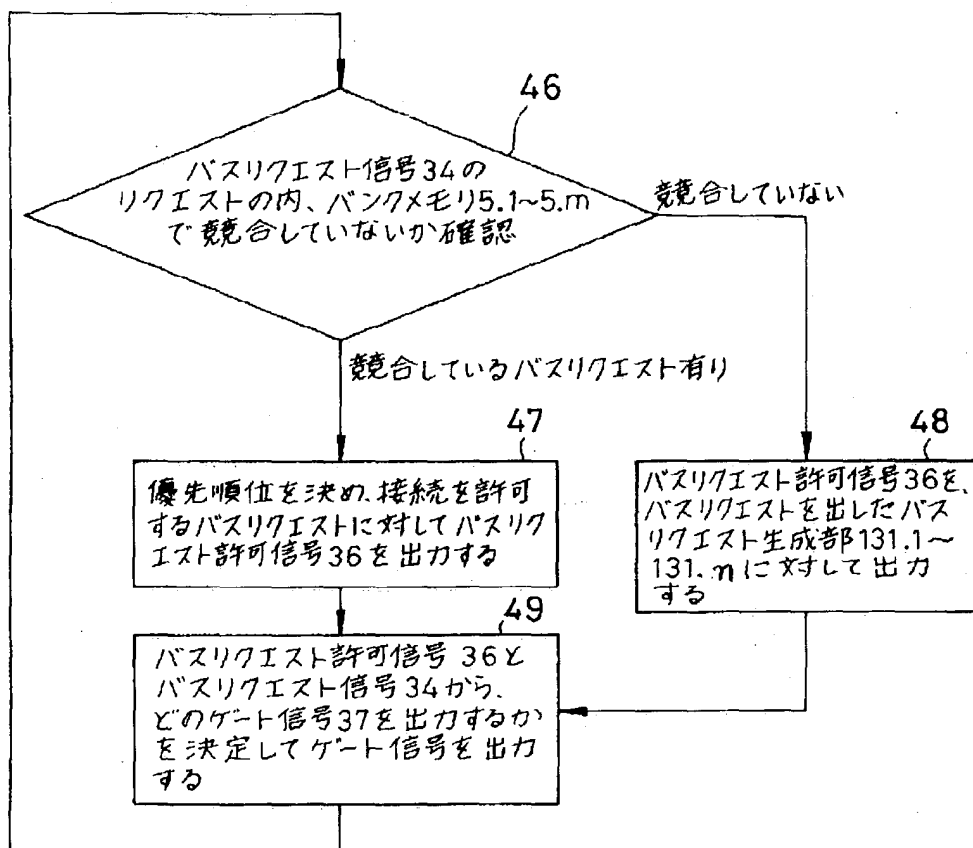 46
バスリクエスト信号34の
リクエストの内、バンクメモリ5.1~5.m
で競合していないか確認
競合していない
競合しているバスリクエスト有り
47
優先順位を決め、接続を許可
するバスリクエストに対してバスリク
エスト許可信号36を出力する
48
バスリクエスト許可信号36を、
バスリクエストを出したバス
リクエスト生成部131.1~
131.nに対して出力
する
49
バスリクエスト許可信号36と
バスリクエスト信号34から、
どのゲート信号37を出力するか
を決定してゲート信号を出力
する